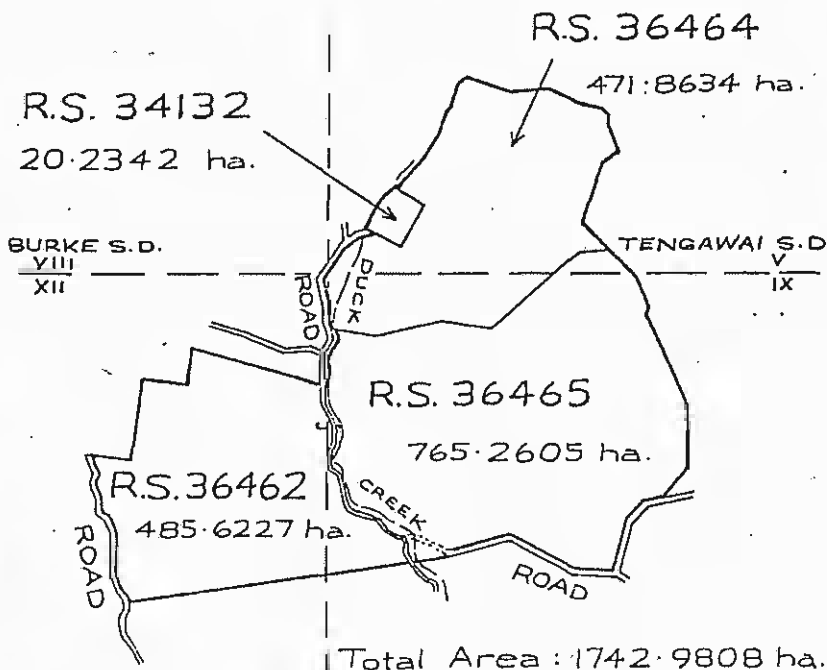 R.S. 36464
471:8634 ha.
R.S. 34132
20·2342 ha.
BURKE S.D.
VIII
XII
TENGAWAI S.D
V
IX
ROAD
DUCK
R.S. 36465
765·2605 ha.
R.S. 36462
485·6227 ha.
CREEK
ROAD
ROAD
Total Area : 1742·9808 ha.